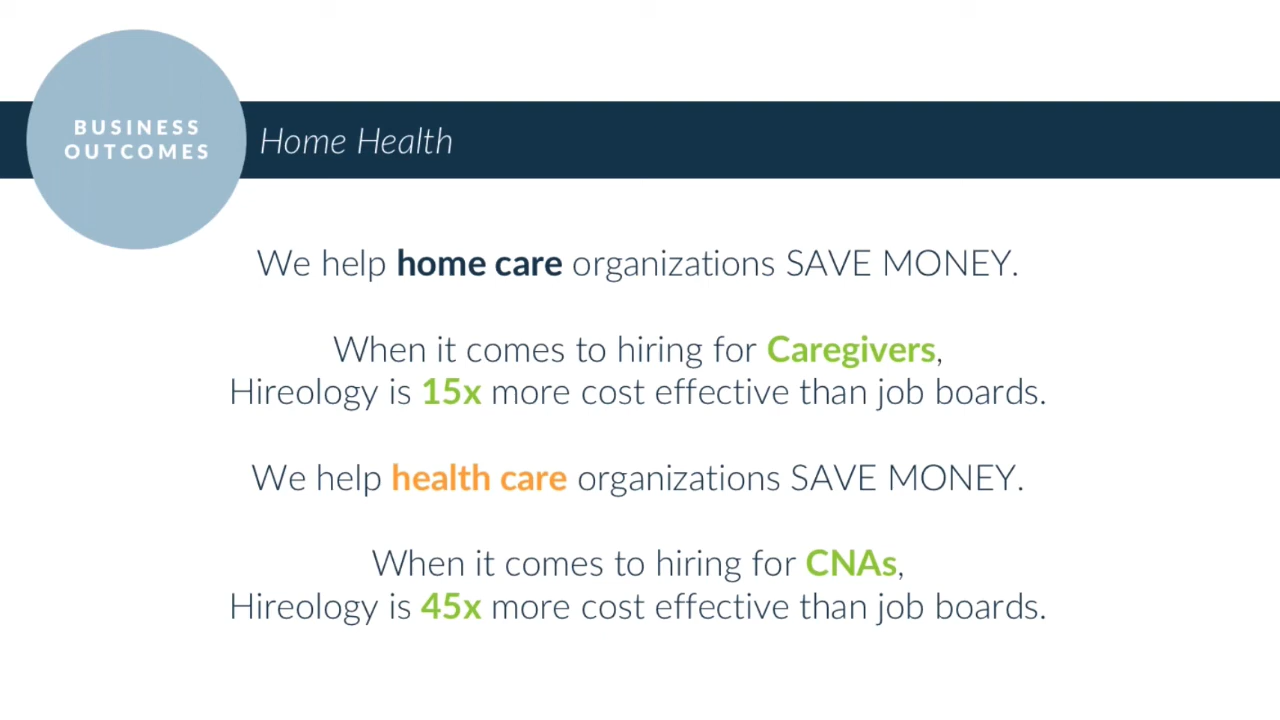 BUSINESS
OUTCOMES
Home Health
We help home care organizations SAVE MONEY.
When it comes to hiring for Caregivers,
Hireology is 15x more cost effective than job boards.
We help health care organizations SAVE MONEY.
When it comes to hiring for CNAs,
Hireology is 45x more cost effective than job boards.